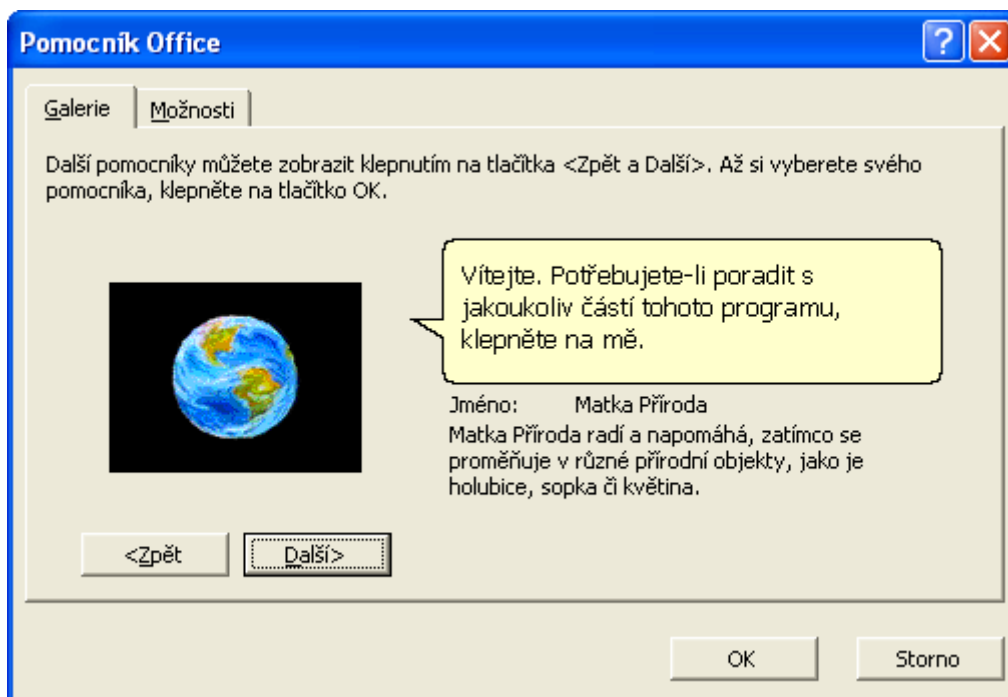 Pomocník Office
Galerie
Možnosti
Další pomocníky můžete zobrazit klepnutím na tlačítka <Zpět a Další>. Až si vyberete svého
pomocníka, klepněte na tlačítko OK.
Vítejte. Potřebujete-li poradit s
jakoukoliv částí tohoto programu,
klepněte na mě.
Jméno: Matka Příroda
Matka Příroda radí a napomáhá, zatímco se
proměňuje v různé přírodní objekty, jako je
holubice, sopka či květina.
<Zpět
Další>
OK
Storno